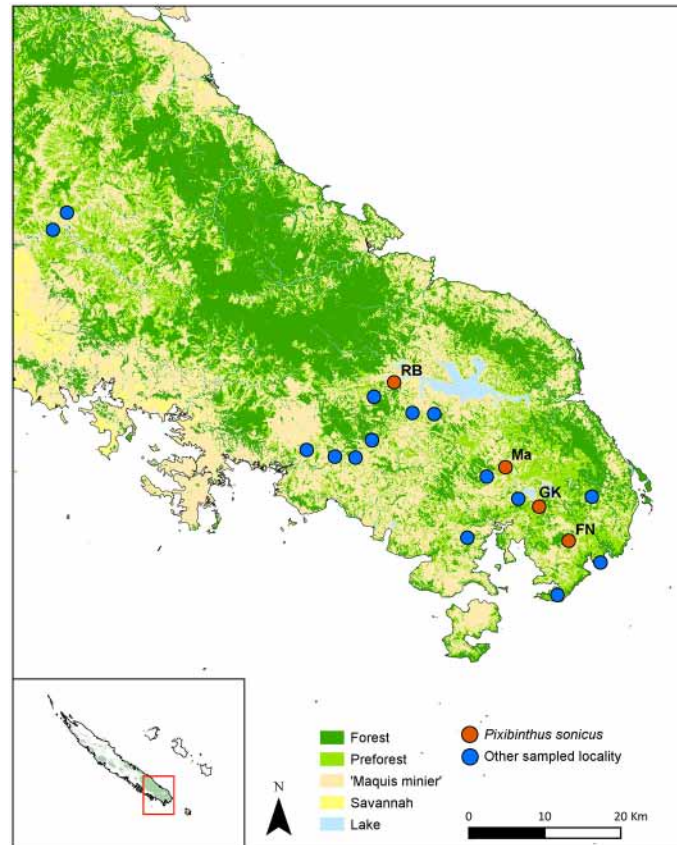 RB
Ma
GK
FN
N
Forest
Preforest
'Maquis minier'
Savannah
Lake
Pixibinthus sonicus
Other sampled locality
0 10 20 Km